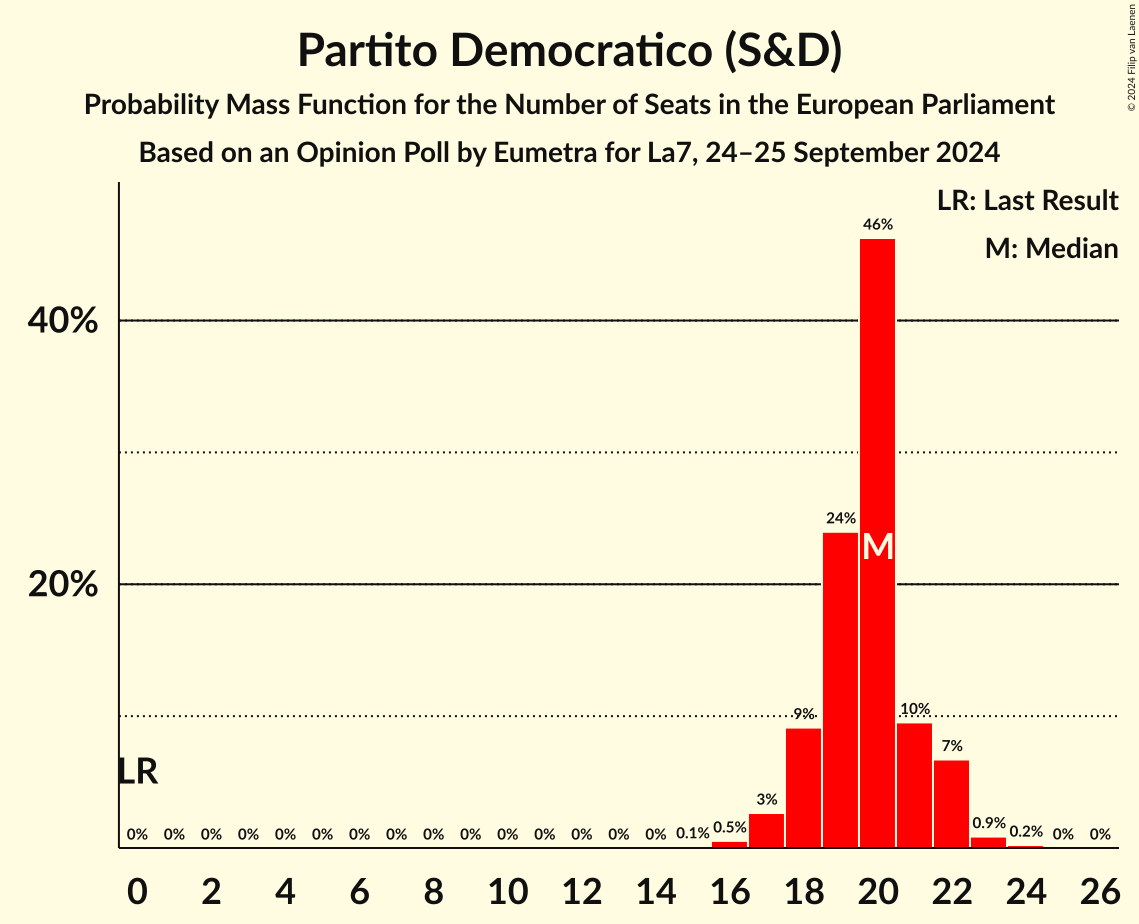 Partito Democratico (S&D)
Probability Mass Function for the Number of Seats in the European Parliament
Based on an Opinion Poll by Eumetra for La7, 24–25 September 2024
© 2024 Filip van Laenen
LR: Last Result
M: Median
46%
40%
24%
M
20%
9%
10%
7%
LR
3%
0% 0% 0% 0% 0% 0% 0% 0% 0% 0% 0% 0% 0% 0% 0% 0.1% 0.5% 0.9% 0.2% 0% 0%
0 2 4 6 8 10 12 14 16 18 20 22 24 26